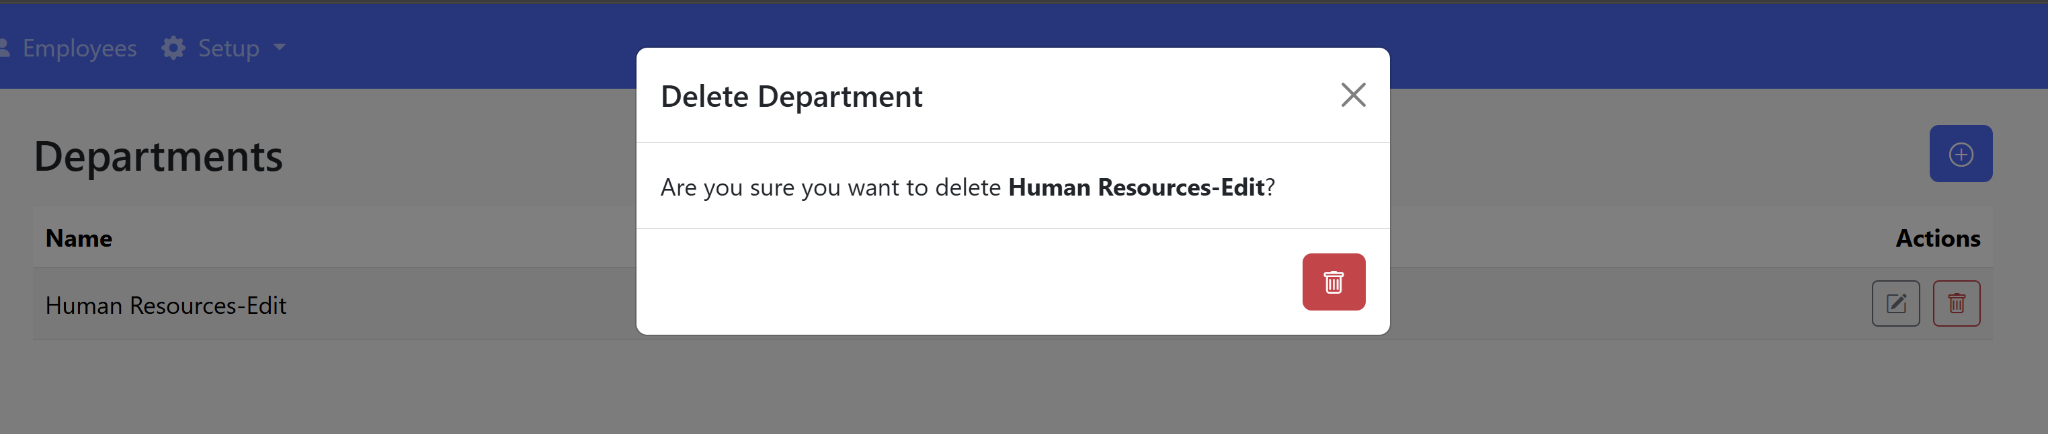 Employees Setup
Delete Department
Departments
Are you sure you want to delete Human Resources-Edit?
Name Actions
Human Resources-Edit